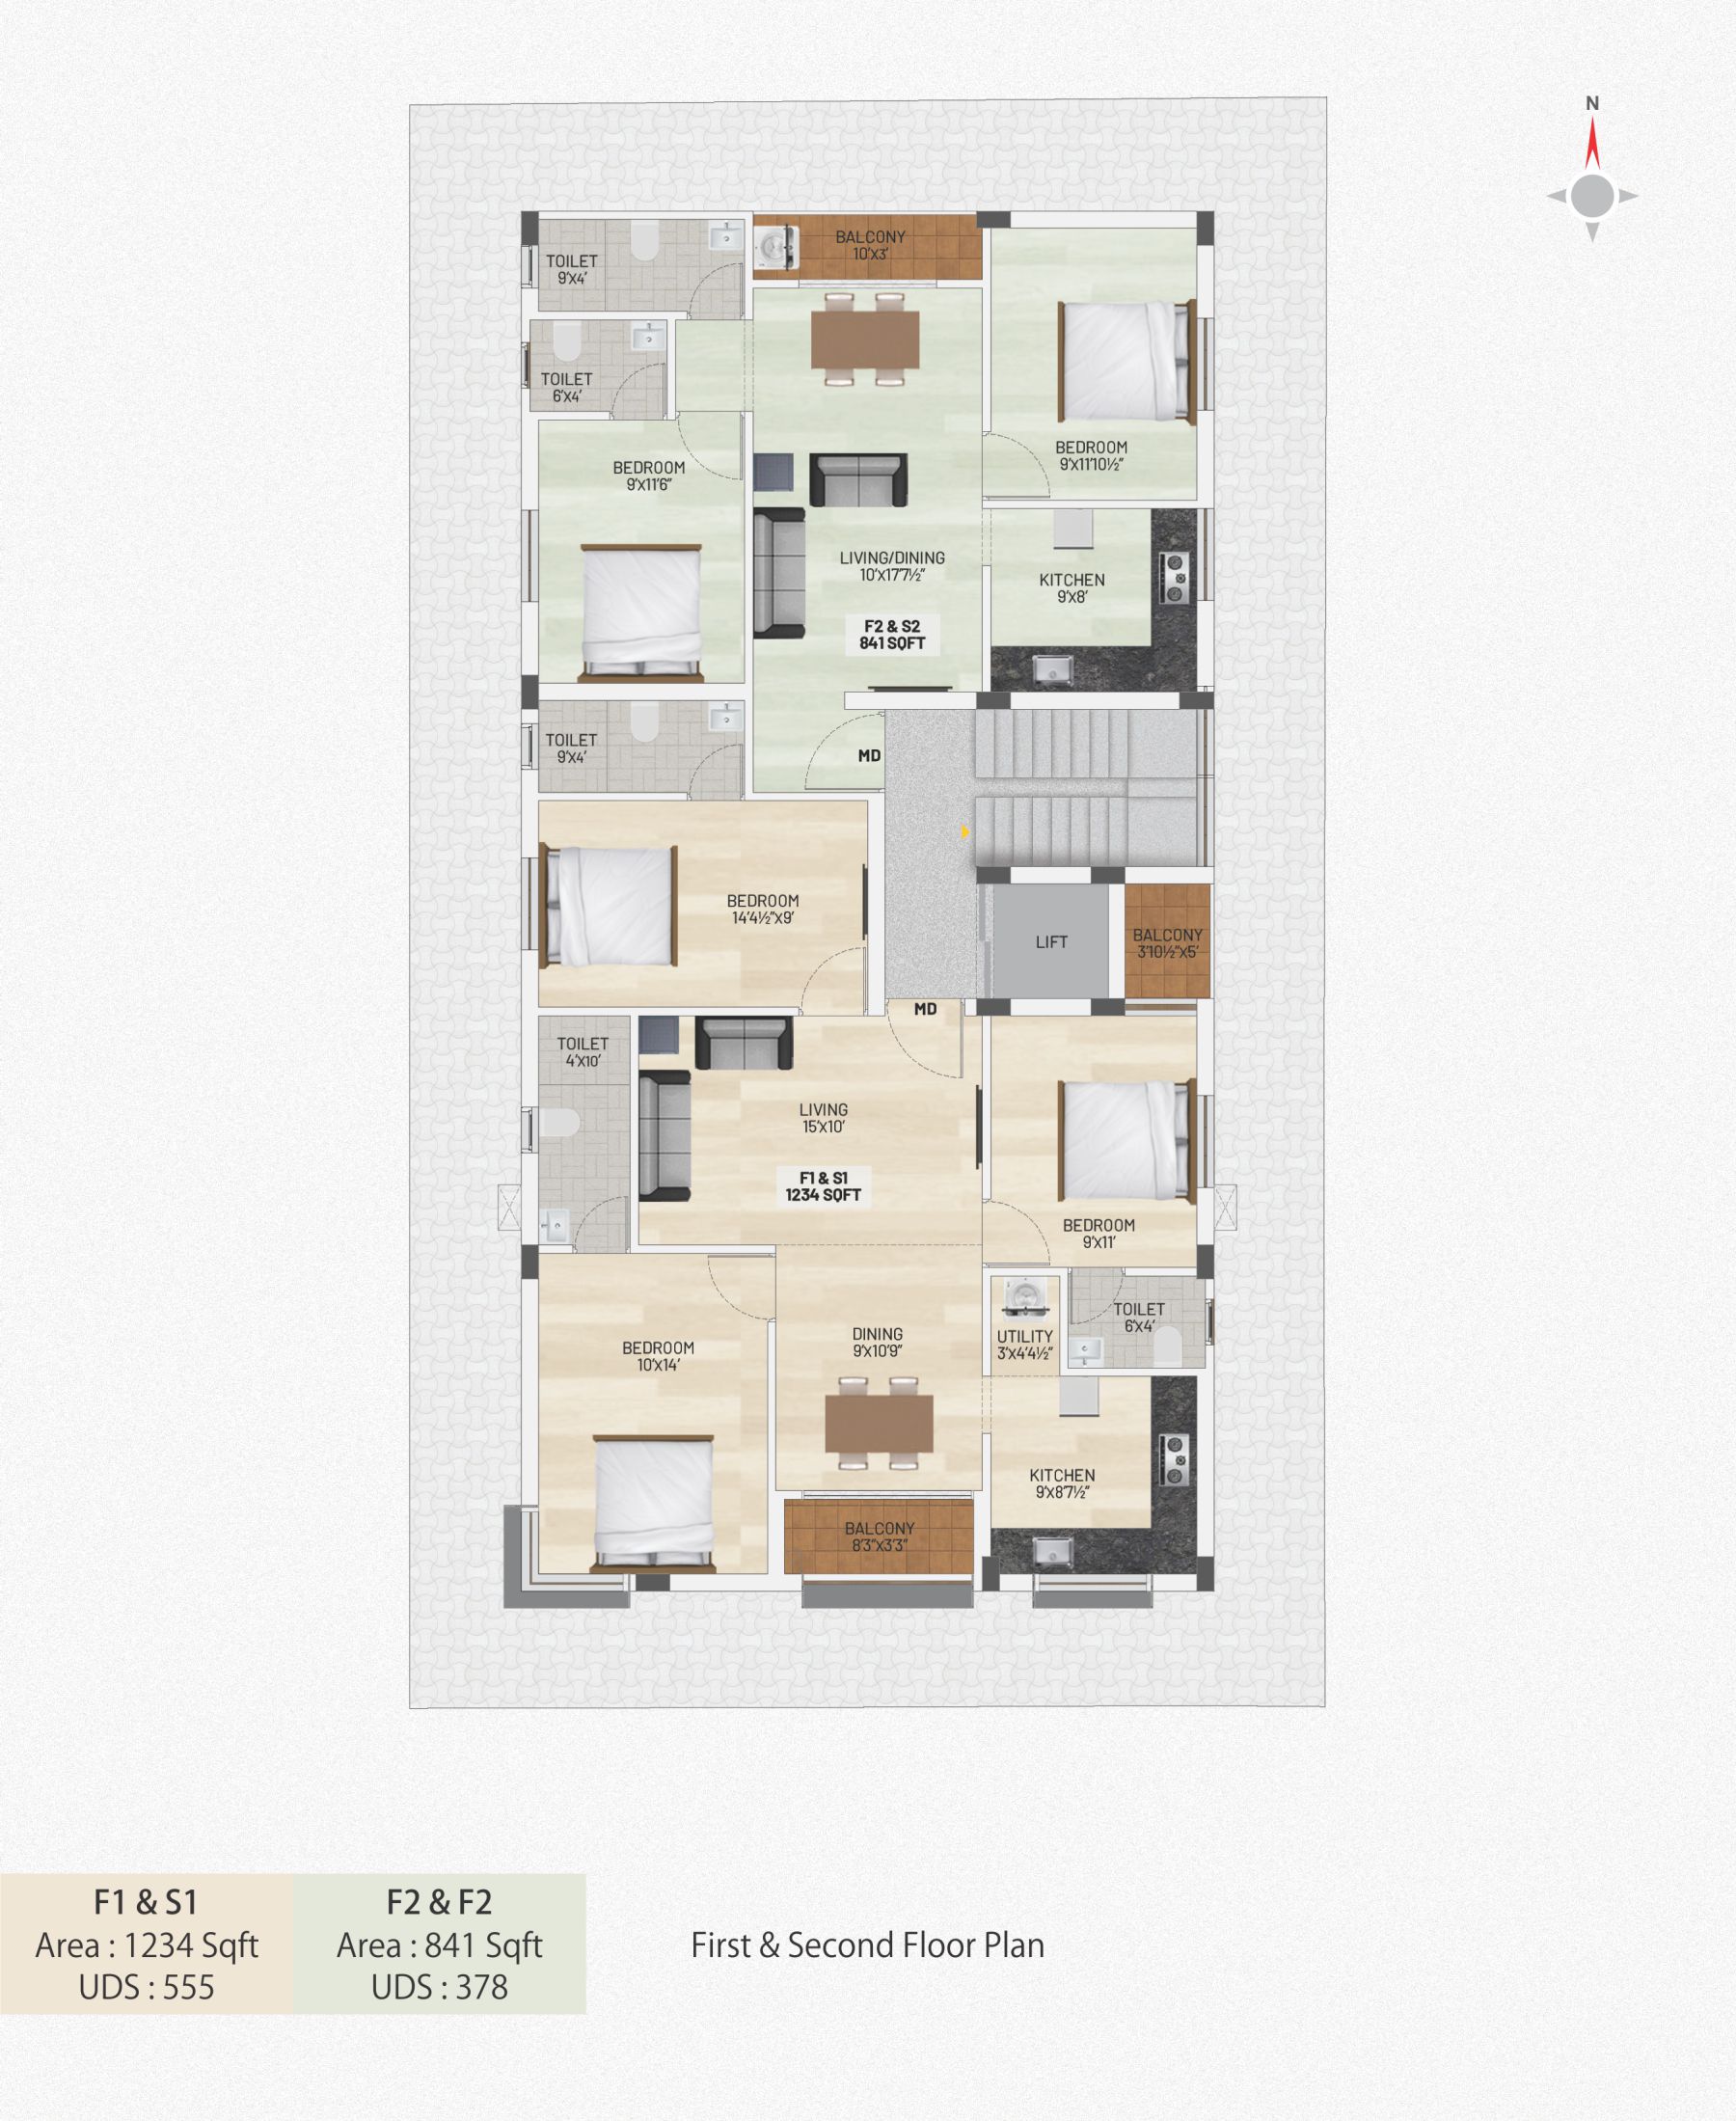 N
BALCONY
10'X3'
TOILET
9'X4'
TOILET
6'X4'
BEDROOM
9'X11'10½"
BEDROOM
9'X11'6"
LIVING/DINING
10'X17'7½"
KITCHEN
9'X8'
F2 & S2
841 SQFT
TOILET
9'X4'
MD
BEDROOM
14'4½"X9'
LIFT
BALCONY
3'10½"X5'
MD
TOILET
4'X10'
LIVING
15'X10'
F1 & S1
1234 SQFT
BEDROOM
9'X11'
TOILET
6'X4'
UTILITY
3'X4'4½"
DINING
9'X10'9"
BEDROOM
10'X14'
KITCHEN
9'X8'7½"
BALCONY
8'3"X3'3"
F1 & S1
Area : 1234 Sqft
UDS : 555
F2 & F2
Area : 841 Sqft
UDS : 378
First & Second Floor Plan